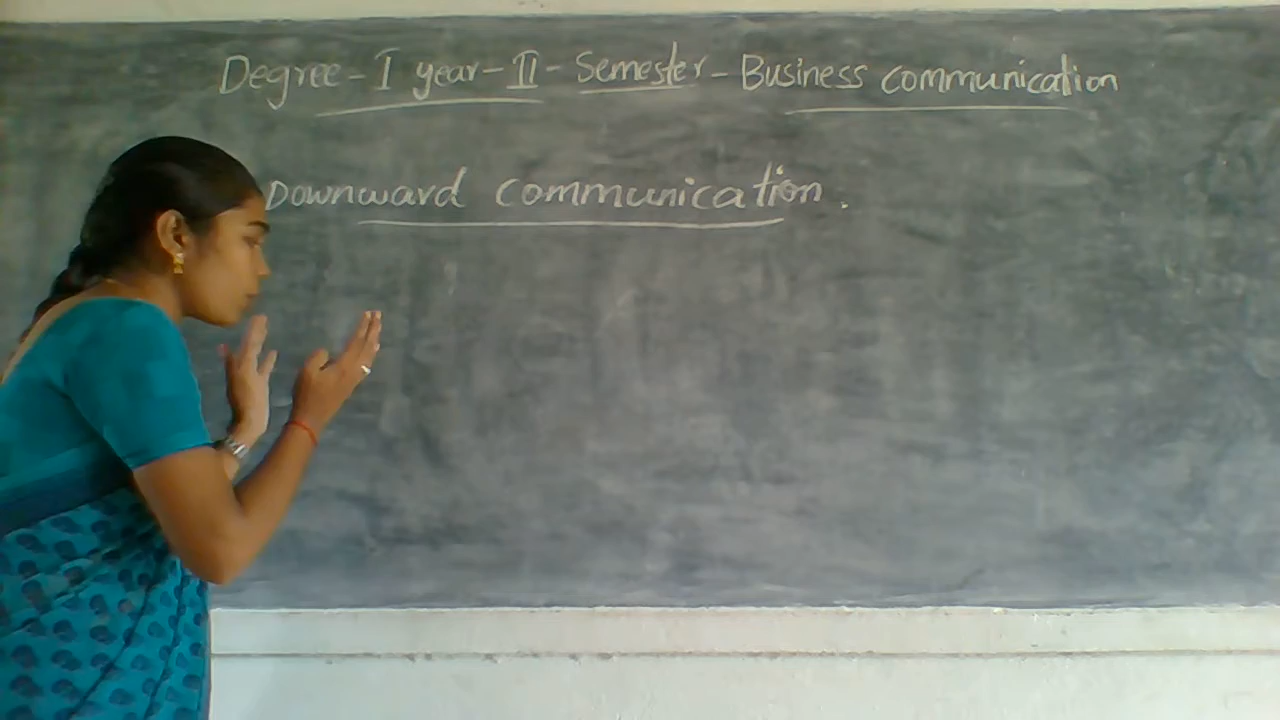 Degree - I year - II - Semester - Business communication
Downward communication.